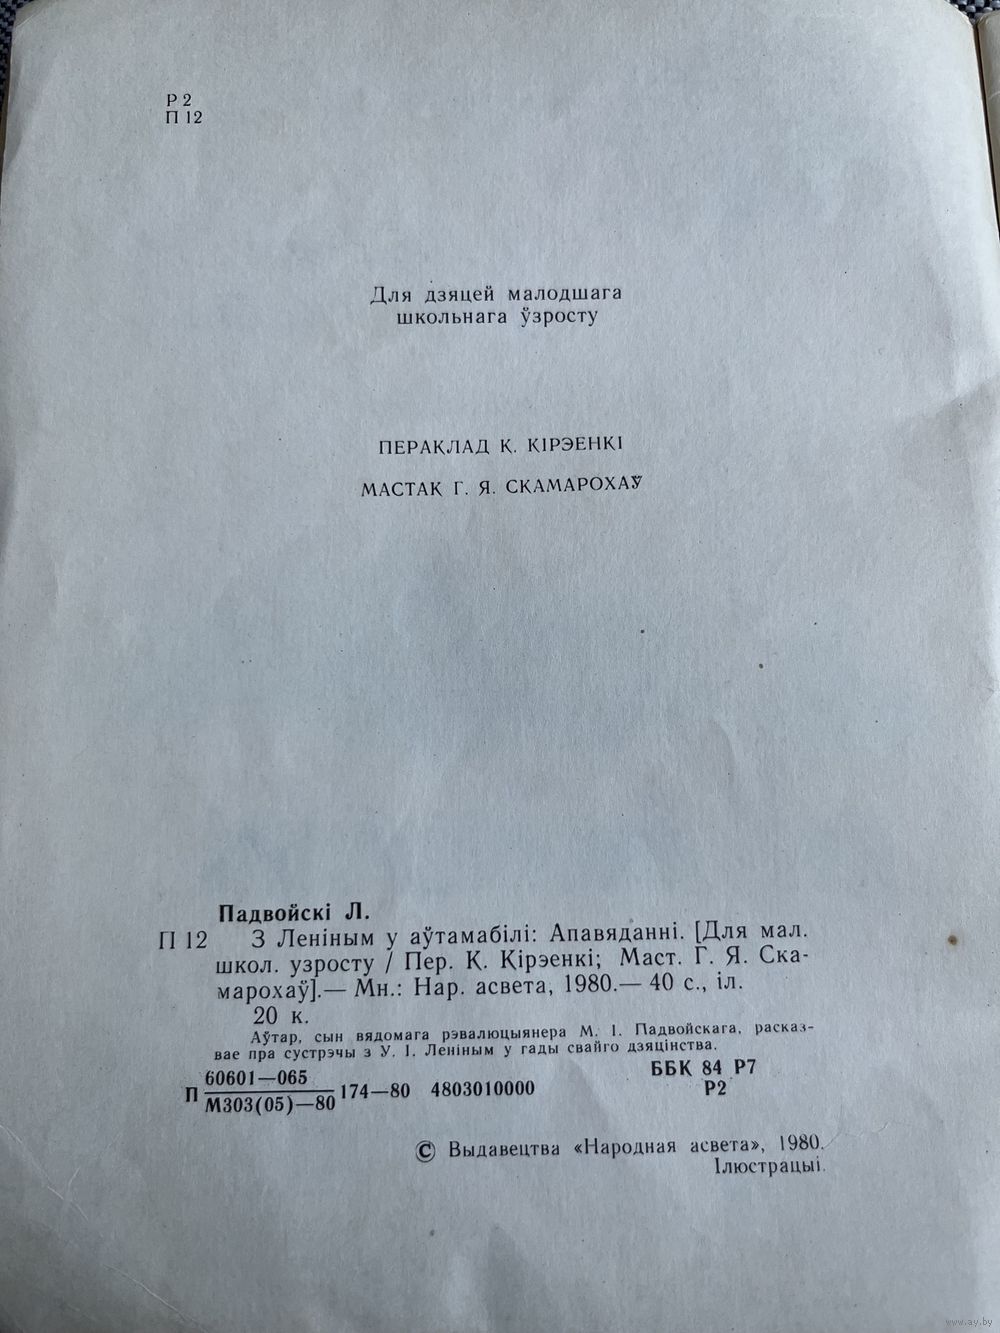 Р 2
П 12
Для дзяцей малодшага
школьнага ўзросту
ПЕРАКЛАД К. КІРЭЕНКІ
МАСТАК Г. Я. СКАМАРОХАЎ
Падвойскі Л.
П 12 З Леніным у аўтамабілі: Апавяданні. [Для мал.
школ. узросту / Пер. К. Кірэенкі; Маст. Г. Я. Ска-
марохаў].— Мн.: Нар. асвета, 1980.— 40 с., іл.
20 к.
Аўтар, сын вядомага рэвалюцыянера М. І. Падвойскага, расказ-
вае пра сустрэчы з У. І. Леніным у гады свайго дзяцінства.
П 60601—065
М303(05)—80 174—80 4803010000
ББК 84 Р7
Р2
© Выдавецтва «Народная асвета», 1980.
Ілюстрацыі.
www.ay.by